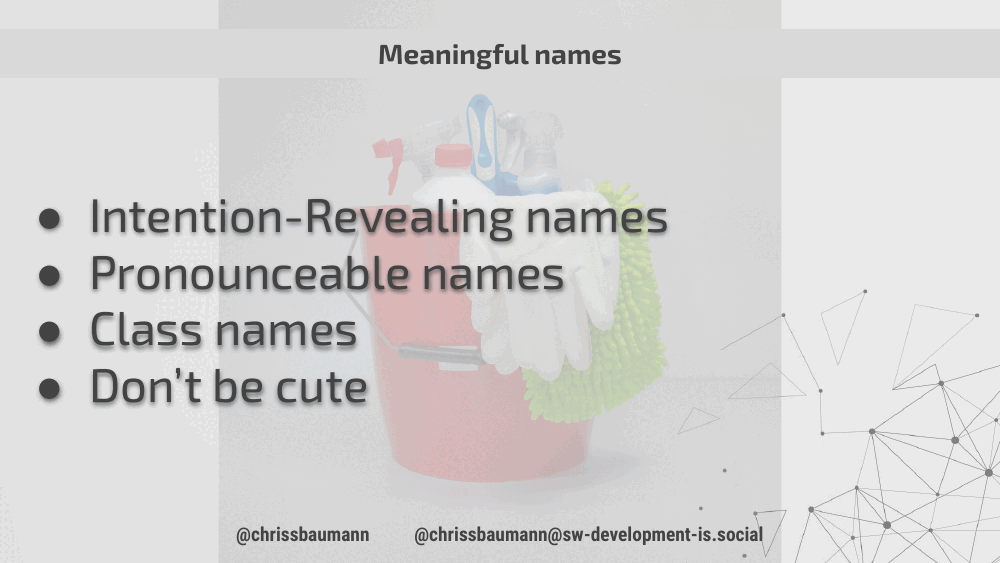 Meaningful names
● Intention-Revealing names
● Pronounceable names
● Class names
● Don’t be cute
@chrissbaumann @chrissbaumann@sw-development-is.social